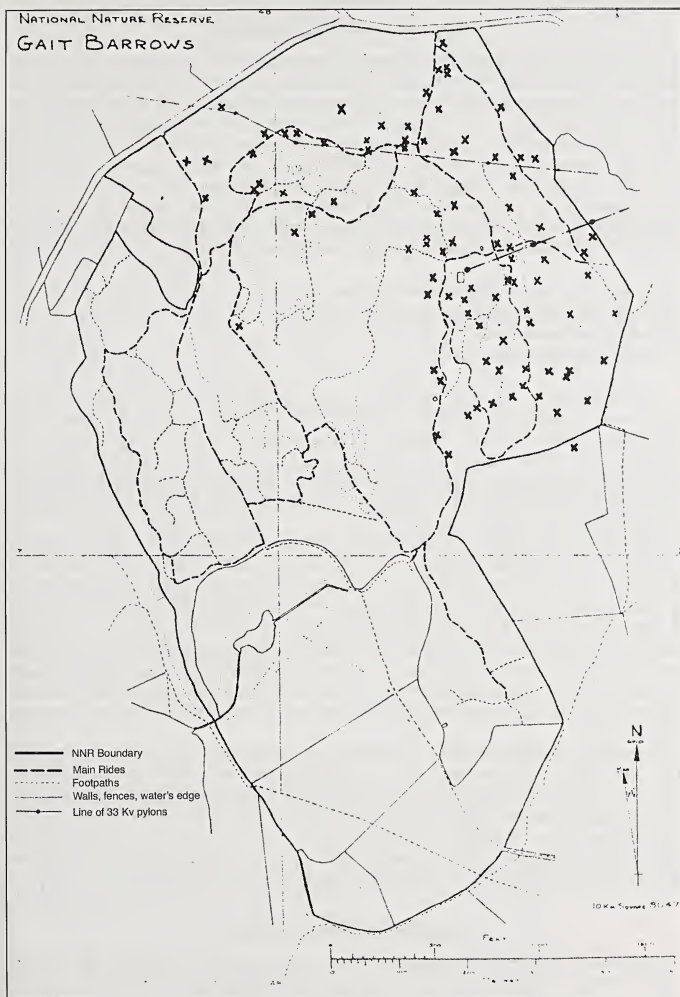 NATIONAL NATURE RESERVE
GAIT BARROWS
N
GRID
NNR Boundary
Main Rides
Footpaths
Walls, fences, water's edge
Line of 33 Kv pylons
FEET